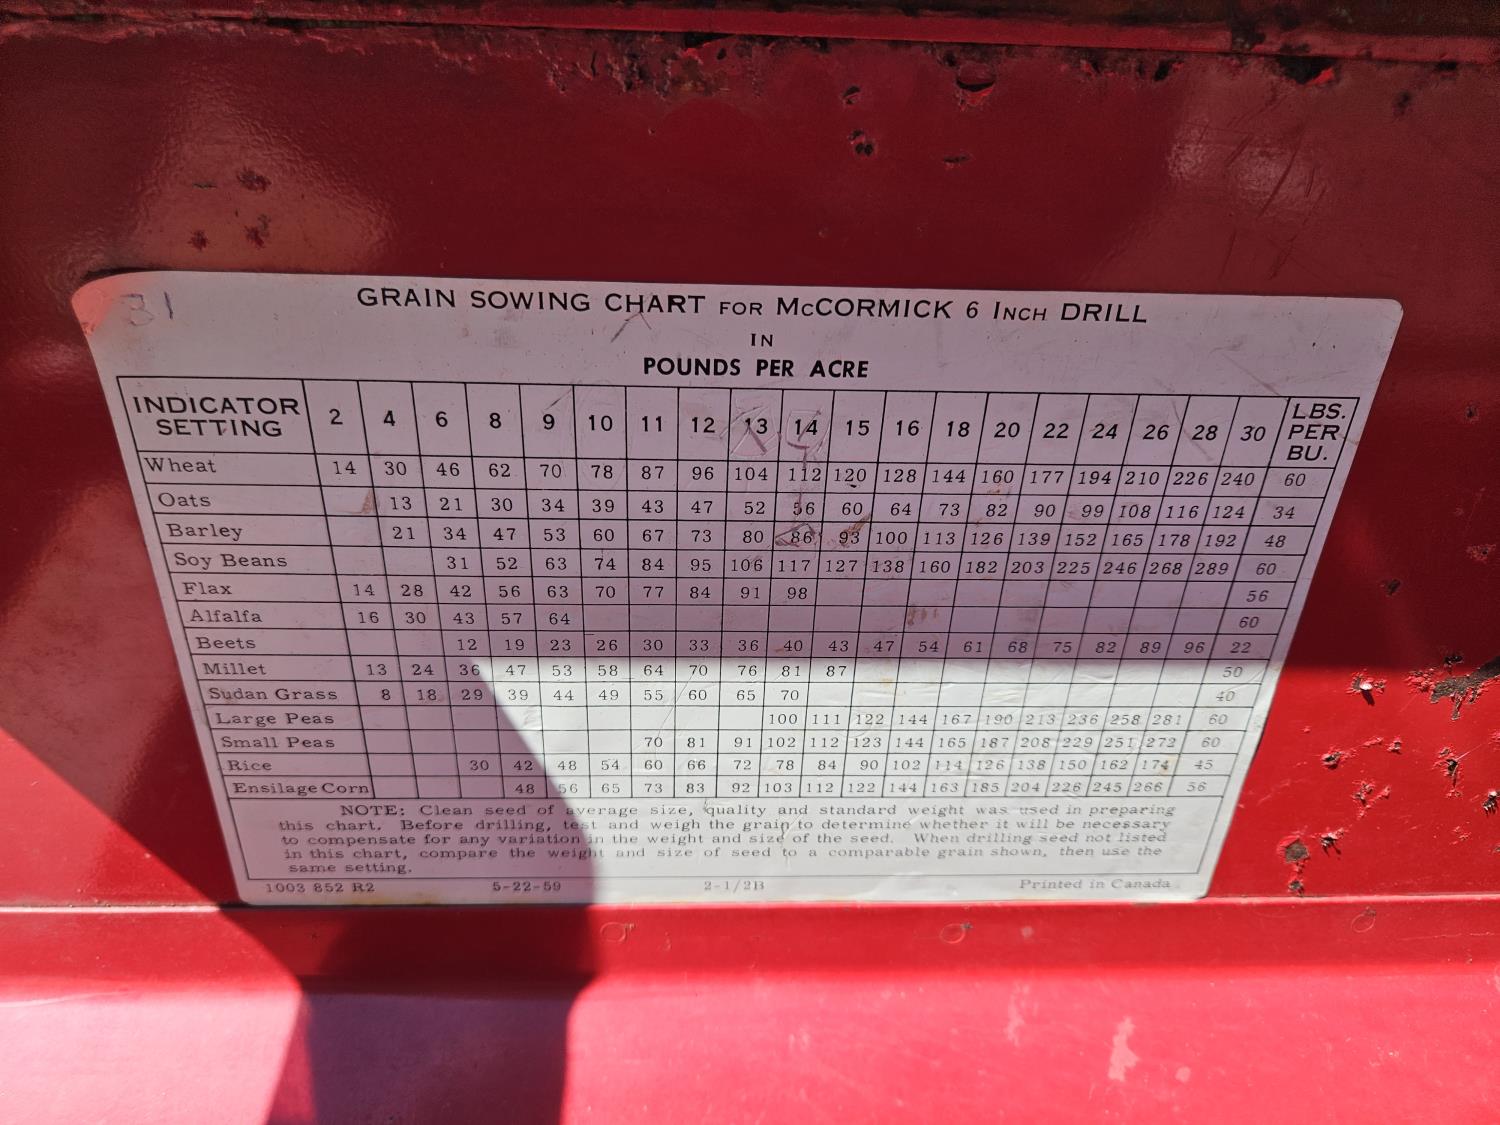 31
GRAIN SOWING CHART FOR McCORMICK 6 INCH DRILL
IN
POUNDS PER ACRE
INDICATOR SETTING 2 4 6 8 9 10 11 12 13 14 15 16 18 20 22 24 26 28 30 LBS. PER BU.
Wheat 14 30 46 62 70 78 87 96 104 112 120 128 144 160 177 194 210 226 240 60
Oats 13 21 30 34 39 43 47 52 56 60 64 73 82 90 99 108 116 124 34
Barley 21 34 47 53 60 67 73 80 86 93 100 113 126 139 152 165 178 192 48
Soy Beans 31 52 63 74 84 95 106 117 127 138 160 182 203 225 246 268 289 60
Flax 14 28 42 56 63 70 77 84 91 98 56
Alfalfa 16 30 43 57 64 60
Beets 12 19 23 26 30 33 36 40 43 47 54 61 68 75 82 89 96 22
Millet 13 24 36 47 53 58 64 70 76 81 87 50
Sudan Grass 8 18 29 39 44 49 55 60 65 70 40
Large Peas 100 111 122 144 167 190 213 236 258 281 60
Small Peas 70 81 91 102 112 123 144 165 187 208 229 251 272 60
Rice 30 42 48 54 60 66 72 78 84 90 102 114 126 138 150 162 174 45
Ensilage Corn 48 56 65 73 83 92 103 112 122 144 163 185 204 226 245 266 56
NOTE: Clean seed of average size, quality and standard weight was used in preparing
this chart. Before drilling, test and weigh the grain to determine whether it will be necessary
to compensate for any variation in the weight and size of the seed. When drilling seed not listed
in this chart, compare the weight and size of seed to a comparable grain shown, then use the
same setting.
1003 852 R2 5-22-59 2-1/2B Printed in Canada